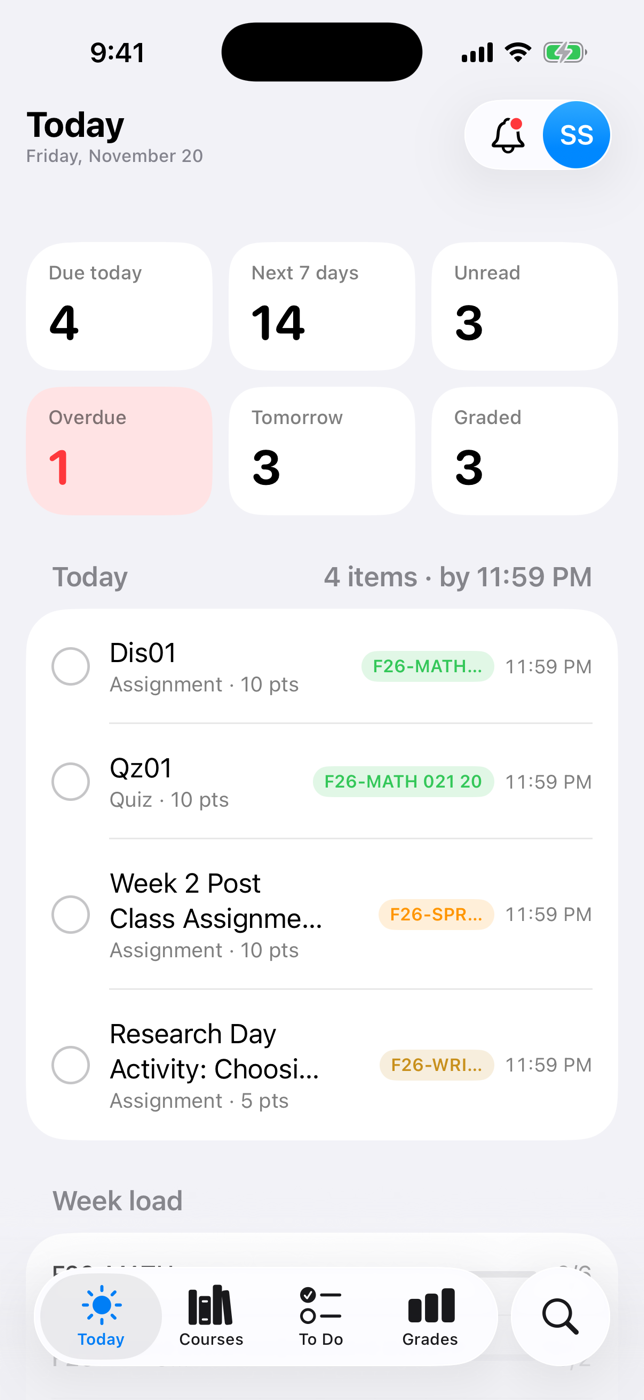 9:41
Today
Friday, November 20
SS
Due today
4
Next 7 days
14
Unread
3
Overdue
1
Tomorrow
3
Graded
3
Today
4 items · by 11:59 PM
Dis01
Assignment · 10 pts
F26-MATH...
11:59 PM
Qz01
Quiz · 10 pts
F26-MATH 021 20
11:59 PM
Week 2 Post
Class Assignme...
Assignment · 10 pts
F26-SPR...
11:59 PM
Research Day
Activity: Choosi...
Assignment · 5 pts
F26-WRI...
11:59 PM
Week load
Today
Courses
To Do
Grades